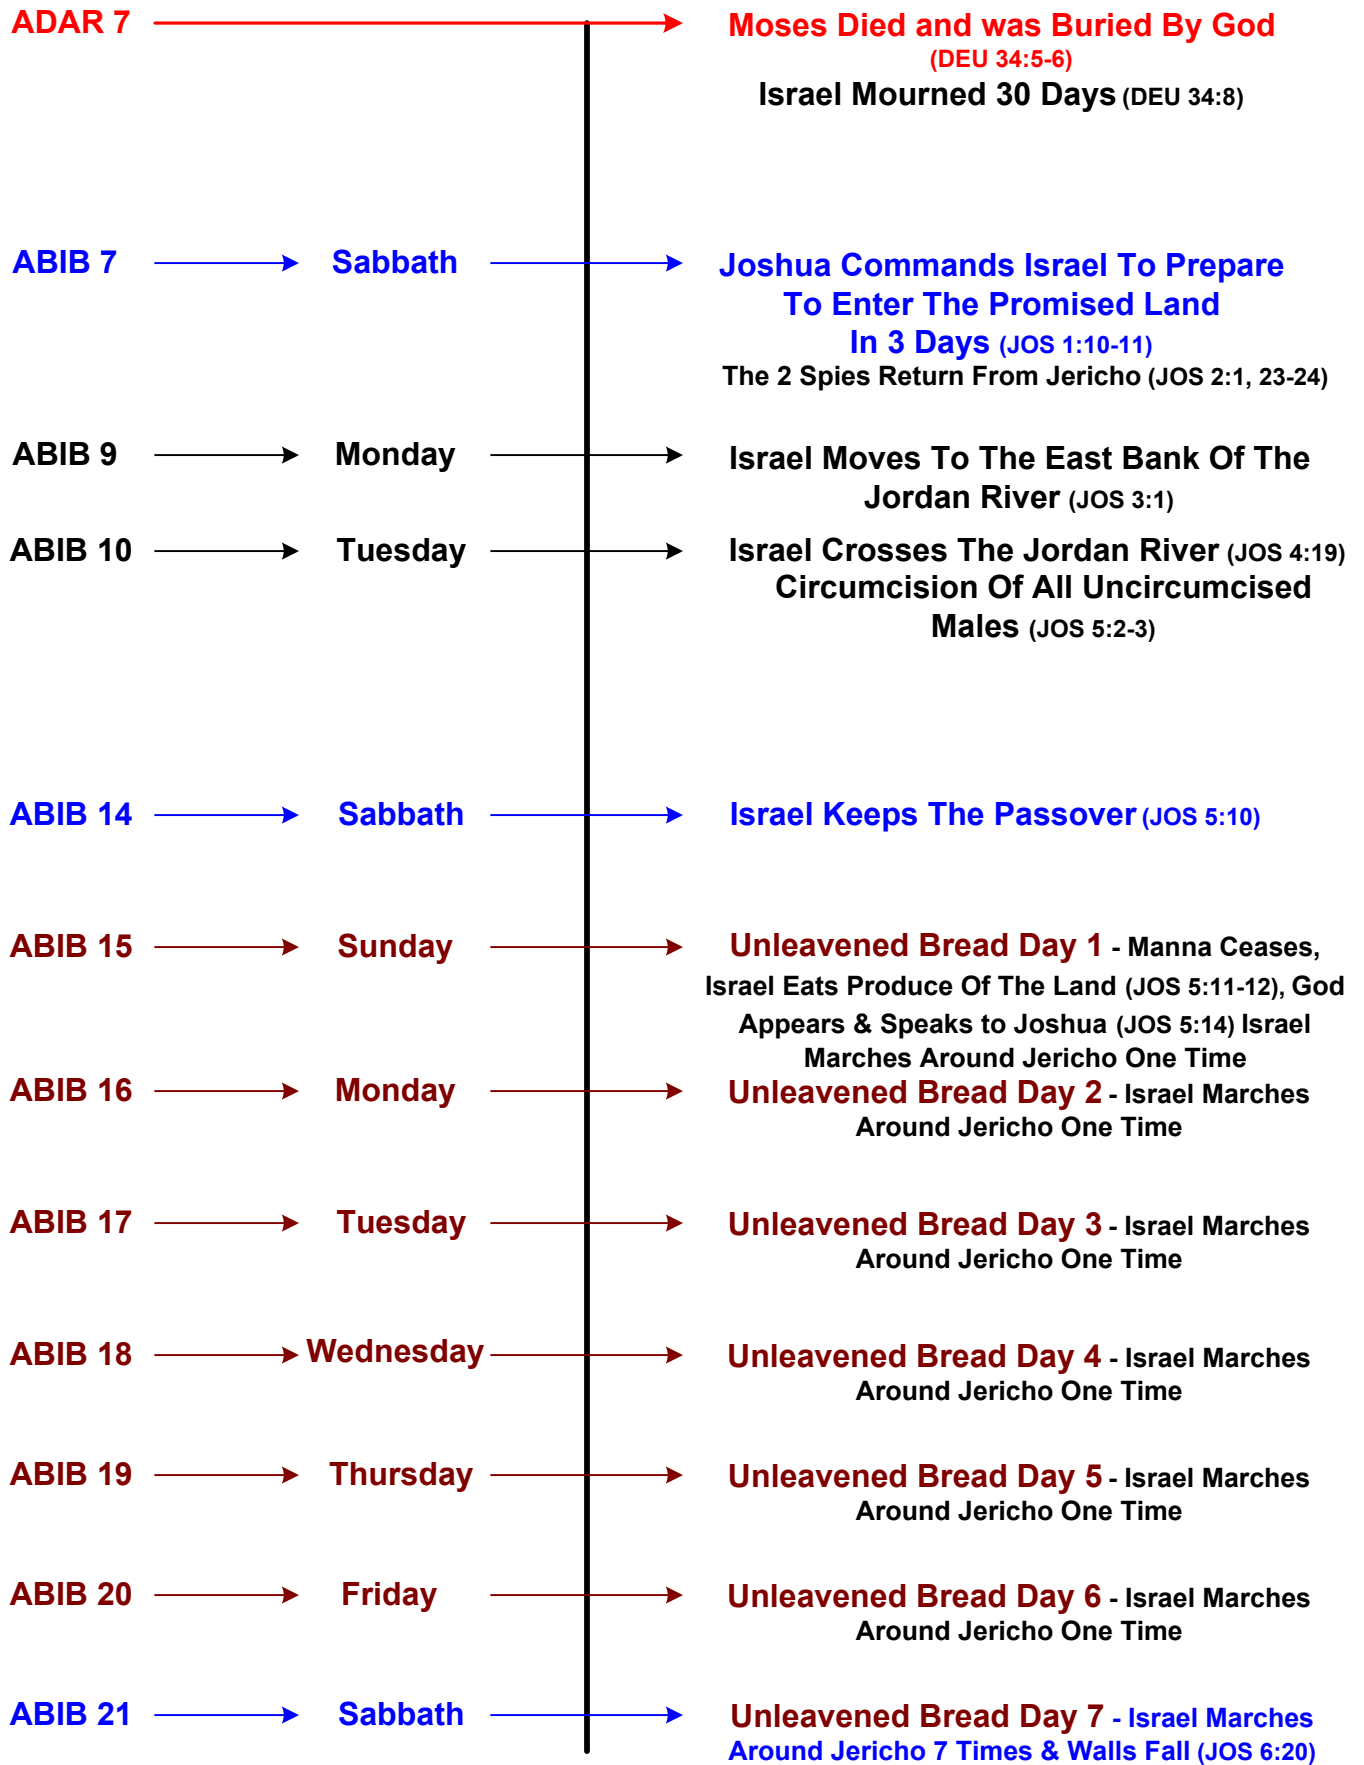 ADAR 7 Moses Died and was Buried By God
(DEU 34:5-6)
Israel Mourned 30 Days (DEU 34:8)
ABIB 7 Sabbath Joshua Commands Israel To Prepare
To Enter The Promised Land
In 3 Days (JOS 1:10-11)
The 2 Spies Return From Jericho (JOS 2:1, 23-24)
ABIB 9 Monday Israel Moves To The East Bank Of The
Jordan River (JOS 3:1)
ABIB 10 Tuesday Israel Crosses The Jordan River (JOS 4:19)
Circumcision Of All Uncircumcised
Males (JOS 5:2-3)
ABIB 14 Sabbath Israel Keeps The Passover (JOS 5:10)
ABIB 15 Sunday Unleavened Bread Day 1 - Manna Ceases,
Israel Eats Produce Of The Land (JOS 5:11-12), God
Appears & Speaks to Joshua (JOS 5:14) Israel
Marches Around Jericho One Time
ABIB 16 Monday Unleavened Bread Day 2 - Israel Marches
Around Jericho One Time
ABIB 17 Tuesday Unleavened Bread Day 3 - Israel Marches
Around Jericho One Time
ABIB 18 Wednesday Unleavened Bread Day 4 - Israel Marches
Around Jericho One Time
ABIB 19 Thursday Unleavened Bread Day 5 - Israel Marches
Around Jericho One Time
ABIB 20 Friday Unleavened Bread Day 6 - Israel Marches
Around Jericho One Time
ABIB 21 Sabbath Unleavened Bread Day 7 - Israel Marches
Around Jericho 7 Times & Walls Fall (JOS 6:20)